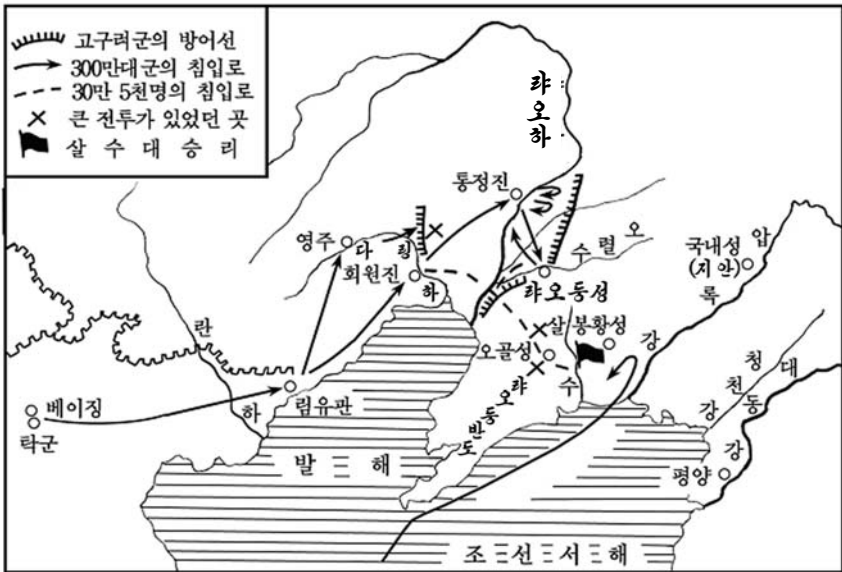 고구려군의 방어선
300만대군의 침입로
30만 5천명의 침입로
큰 전투가 있었던 곳
살 수 대 승 리
랴오하
통정진
영주
다링하
회원진
오렬수
국내성
(지안)
압록강
랴오둥성
살수
봉황성
오골성
랴오둥반도
란하
림유관
베이징
탁군
발 해
청천강
대동강
평양
조 선 서 해